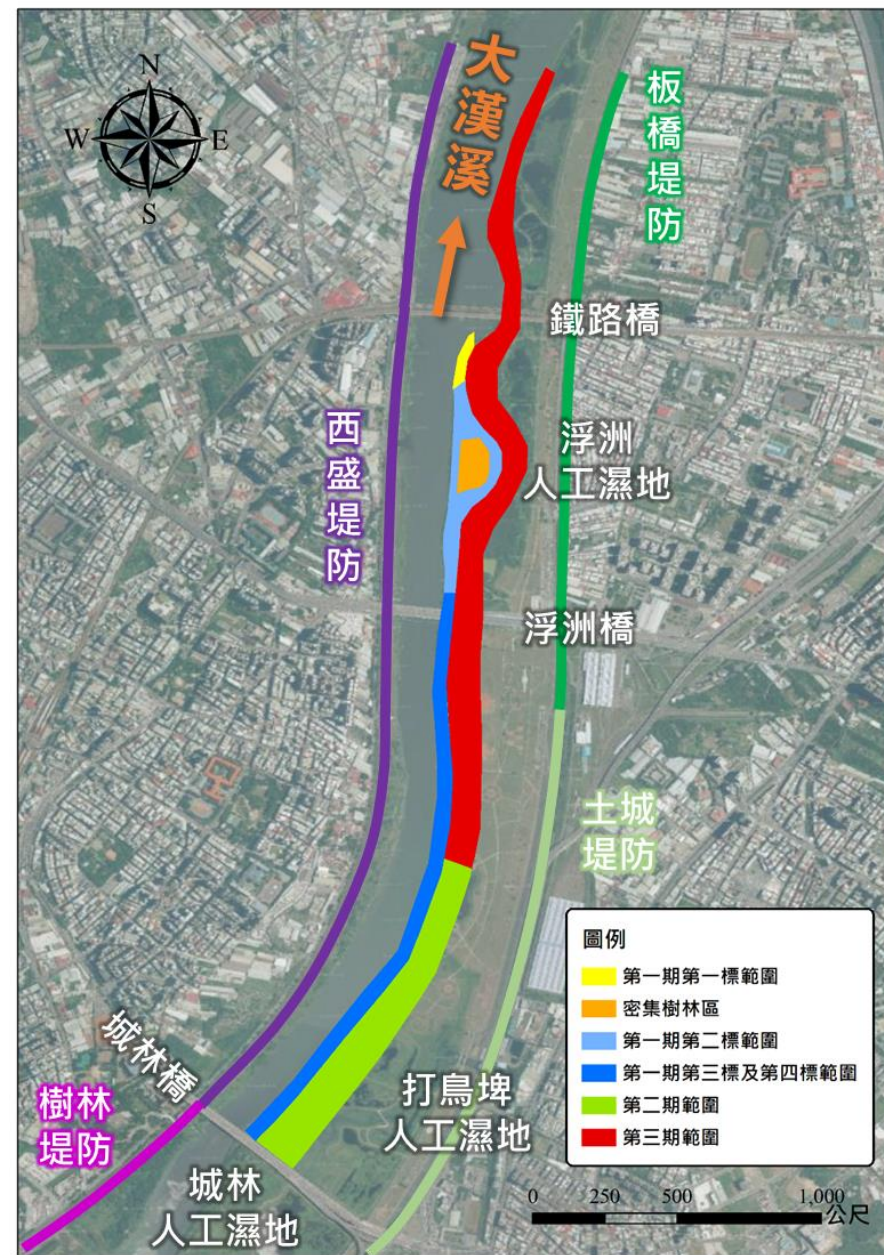 N
W
E
S
大漢溪
板橋堤防
鐵路橋
西盛堤防
浮洲
人工濕地
浮洲橋
土城
堤防
圖例
第一期第一標範圍
密集樹林區
第一期第二標範圍
第一期第三標及第四標範圍
第二期範圍
第三期範圍
城林橋
樹林
堤防
打鳥埤
人工濕地
城林
人工濕地
0 250 500 1,000
公尺